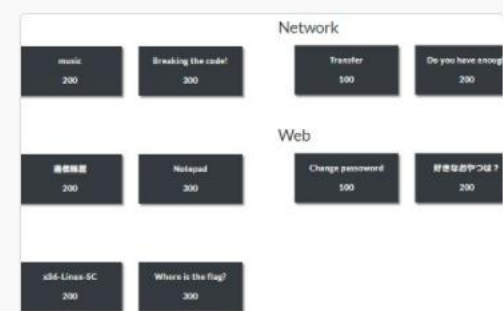 Network
music
200
Breaking the code!
300
Transfer
100
Do you have enough
200
Web
通信履歴
200
Notepad
300
Change passoword
100
好きなおやつは？
200
x86-Linux-SC
200
Where is the flag?
300